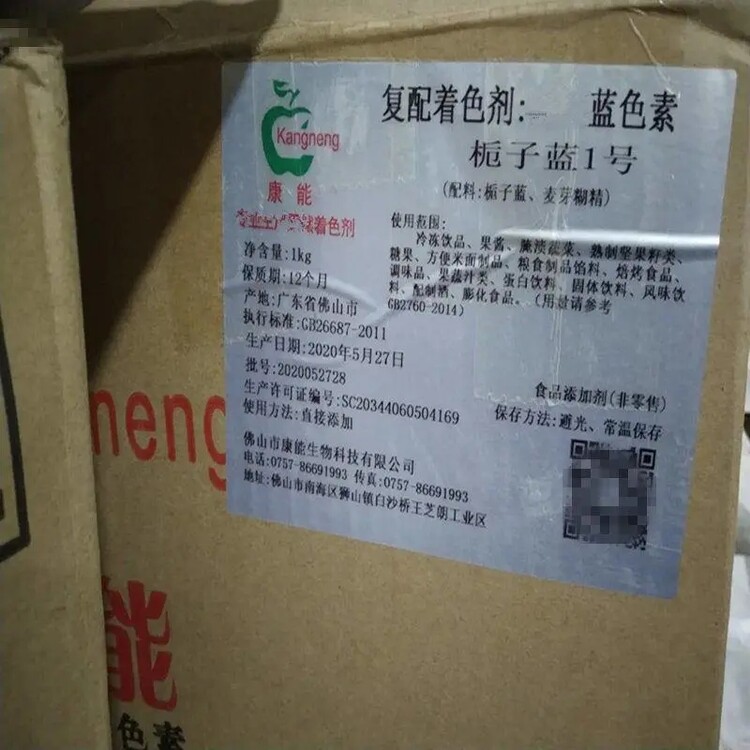 复配着色剂: 蓝色素
栀子蓝1号
(配料:栀子蓝、麦芽糊精)
Kangneng
康能
着色剂
净含量:1kg
保质期:12个月
产地:广东省佛山市
执行标准:GB26687-2011
生产日期:2020年5月27日
批号:2020052728
生产许可证编号:SC20344060504169
使用方法:直接添加
使用范围:
冷冻饮品、果酱、腌渍蔬菜、熟制坚果籽类、
糖果、方便米面制品、粮食制品馅料、焙烤食品、
调味品、果蔬汁类、蛋白饮料、固体饮料、风味饮
料、配制酒、膨化食品。(用量请参考
GB2760-2014)
食品添加剂(非零售)
保存方法:避光、常温保存
佛山市康能生物科技有限公司
电话:0757-86691993 传真:0757-86691993
地址:佛山市南海区狮山镇白沙桥王芝朗工业区
neng
能
色素